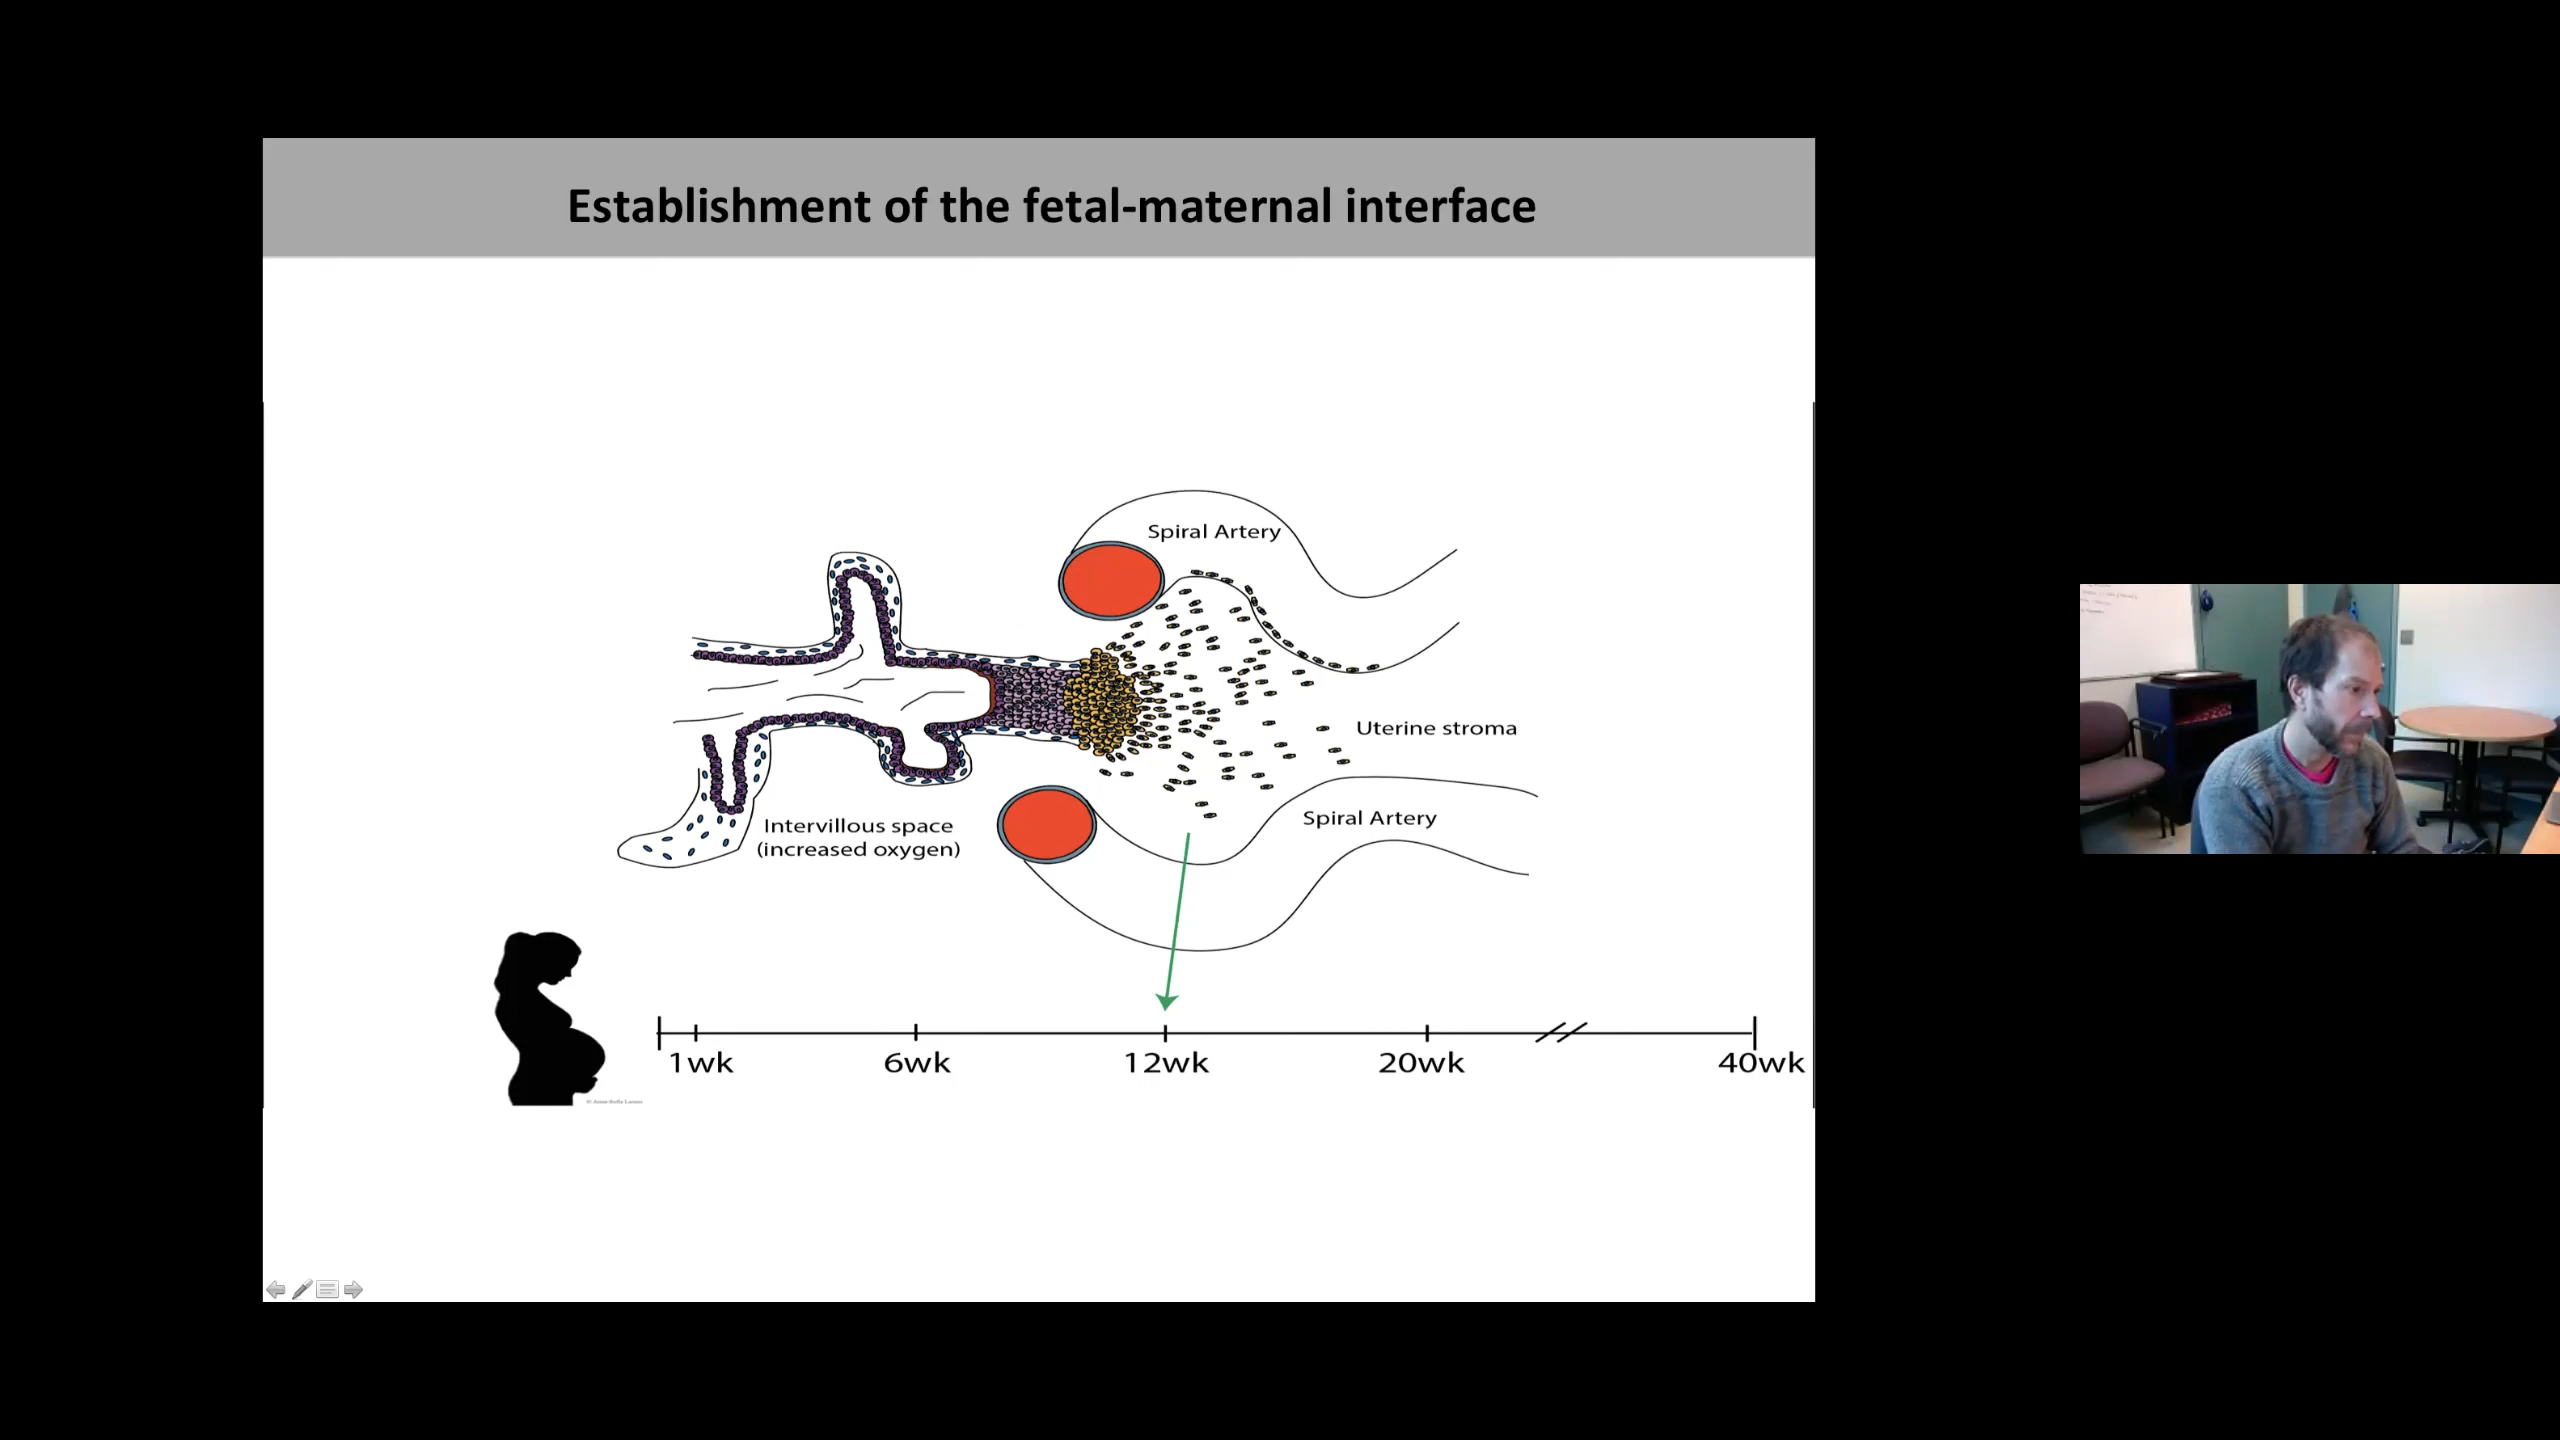 Establishment of the fetal-maternal interface
Spiral Artery
Uterine stroma
Spiral Artery
Intervillous space
(increased oxygen)
1wk
6wk
12wk
20wk
40wk